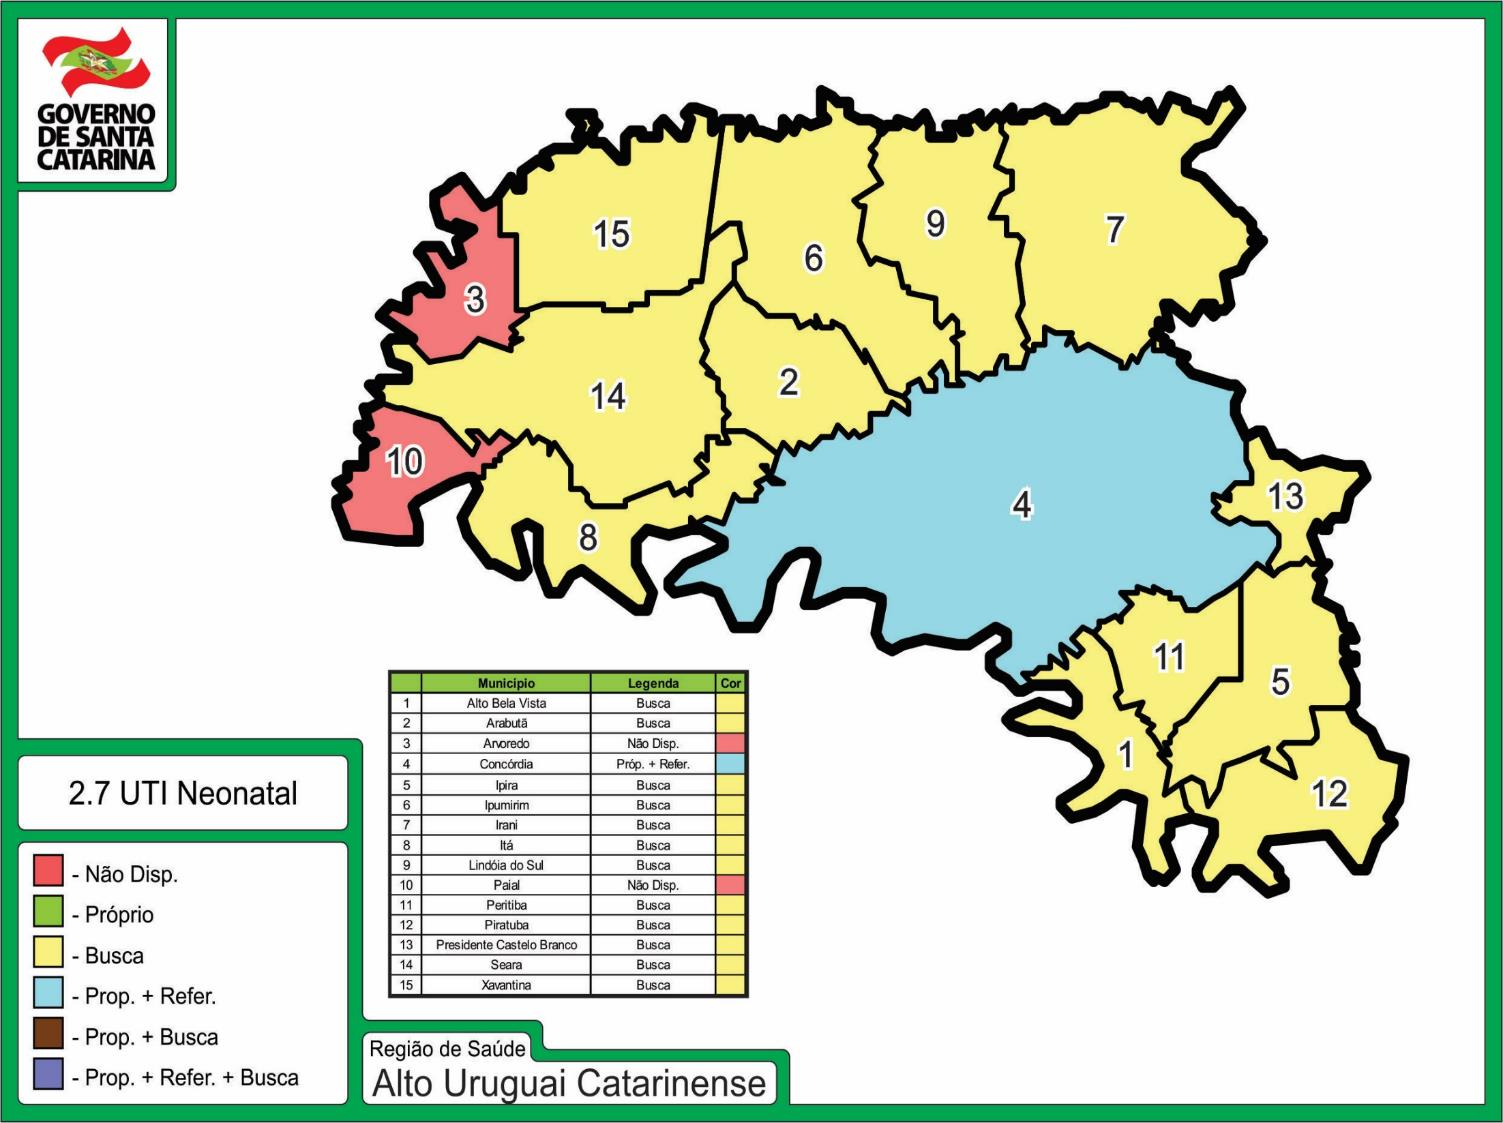 GOVERNO
DE SANTA
CATARINA
15
9
7
6
3
2
14
10
4
13
8
11
5
1
12
Município Legenda Cor
1 Alto Bela Vista Busca
2 Arabutã Busca
3 Arvoredo Não Disp.
4 Concórdia Próp. + Refer.
5 Ipira Busca
6 Ipumirim Busca
7 Irani Busca
8 Itá Busca
9 Lindóia do Sul Busca
10 Paial Não Disp.
11 Peritiba Busca
12 Piratuba Busca
13 Presidente Castelo Branco Busca
14 Seara Busca
15 Xavantina Busca
2.7 UTI Neonatal
- Não Disp.
- Próprio
- Busca
- Prop. + Refer.
- Prop. + Busca
- Prop. + Refer. + Busca
Região de Saúde
Alto Uruguai Catarinense